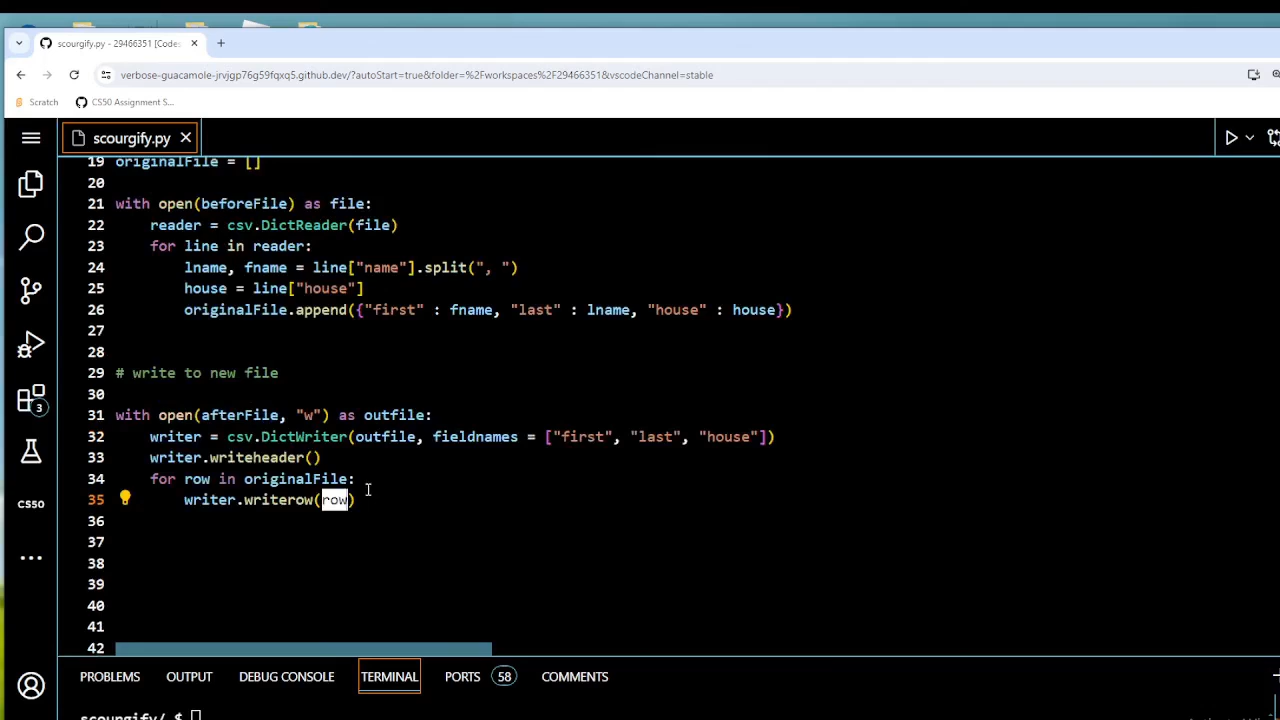 scourgify.py - 29466351 [Codes
verbose-guacamole-jrvjgp76g59fqxq5.github.dev/?autoStart=true&folder=%2Fworkspaces%2F29466351&vscodeChannel=stable
Scratch CS50 Assignment S...
scourgify.py
19 originalFile = []
20
21 with open(beforeFile) as file:
22 reader = csv.DictReader(file)
23 for line in reader:
24 lname, fname = line["name"].split(", ")
25 house = line["house"]
26 originalFile.append({"first" : fname, "last" : lname, "house" : house})
27
28
29 # write to new file
30
31 with open(afterFile, "w") as outfile:
32 writer = csv.DictWriter(outfile, fieldnames = ["first", "last", "house"])
33 writer.writeheader()
34 for row in originalFile:
35 writer.writerow(row)
36
37
38
39
40
41
42
3
CS50
PROBLEMS OUTPUT DEBUG CONSOLE TERMINAL PORTS 58 COMMENTS
scourgify/ $